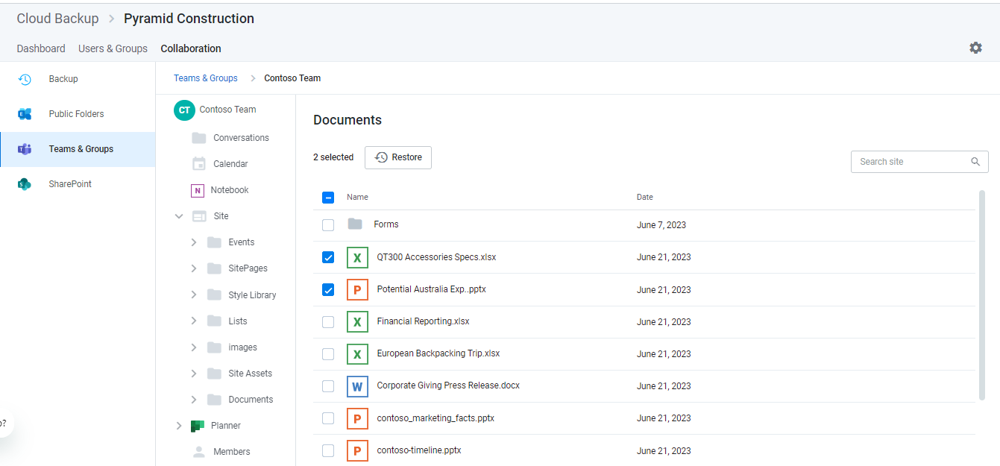 Cloud Backup > Pyramid Construction
Dashboard Users & Groups Collaboration
Backup
Public Folders
Teams & Groups
SharePoint
Teams & Groups > Contoso Team
CT Contoso Team
Conversations
Calendar
N Notebook
Site
Events
SitePages
Style Library
Lists
images
Site Assets
Documents
Planner
Members
Documents
2 selected Restore Search site
Name Date
Forms June 7, 2023
X QT300 Accessories Specs.xlsx June 21, 2023
P Potential Australia Exp..pptx June 21, 2023
X Financial Reporting.xlsx June 21, 2023
X European Backpacking Trip.xlsx June 21, 2023
W Corporate Giving Press Release.docx June 21, 2023
P contoso_marketing_facts.pptx June 21, 2023
P contoso-timeline.pptx June 21, 2023